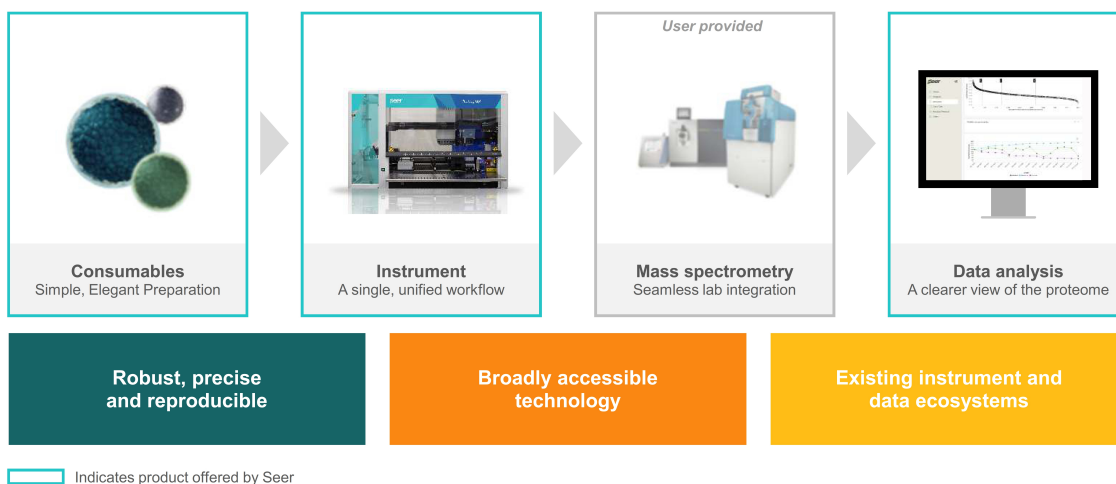 User provided
seer
seer
Consumables
Simple, Elegant Preparation
Instrument
A single, unified workflow
Mass spectrometry
Seamless lab integration
Data analysis
A clearer view of the proteome
Robust, precise
and reproducible
Broadly accessible
technology
Existing instrument and
data ecosystems
Indicates product offered by Seer